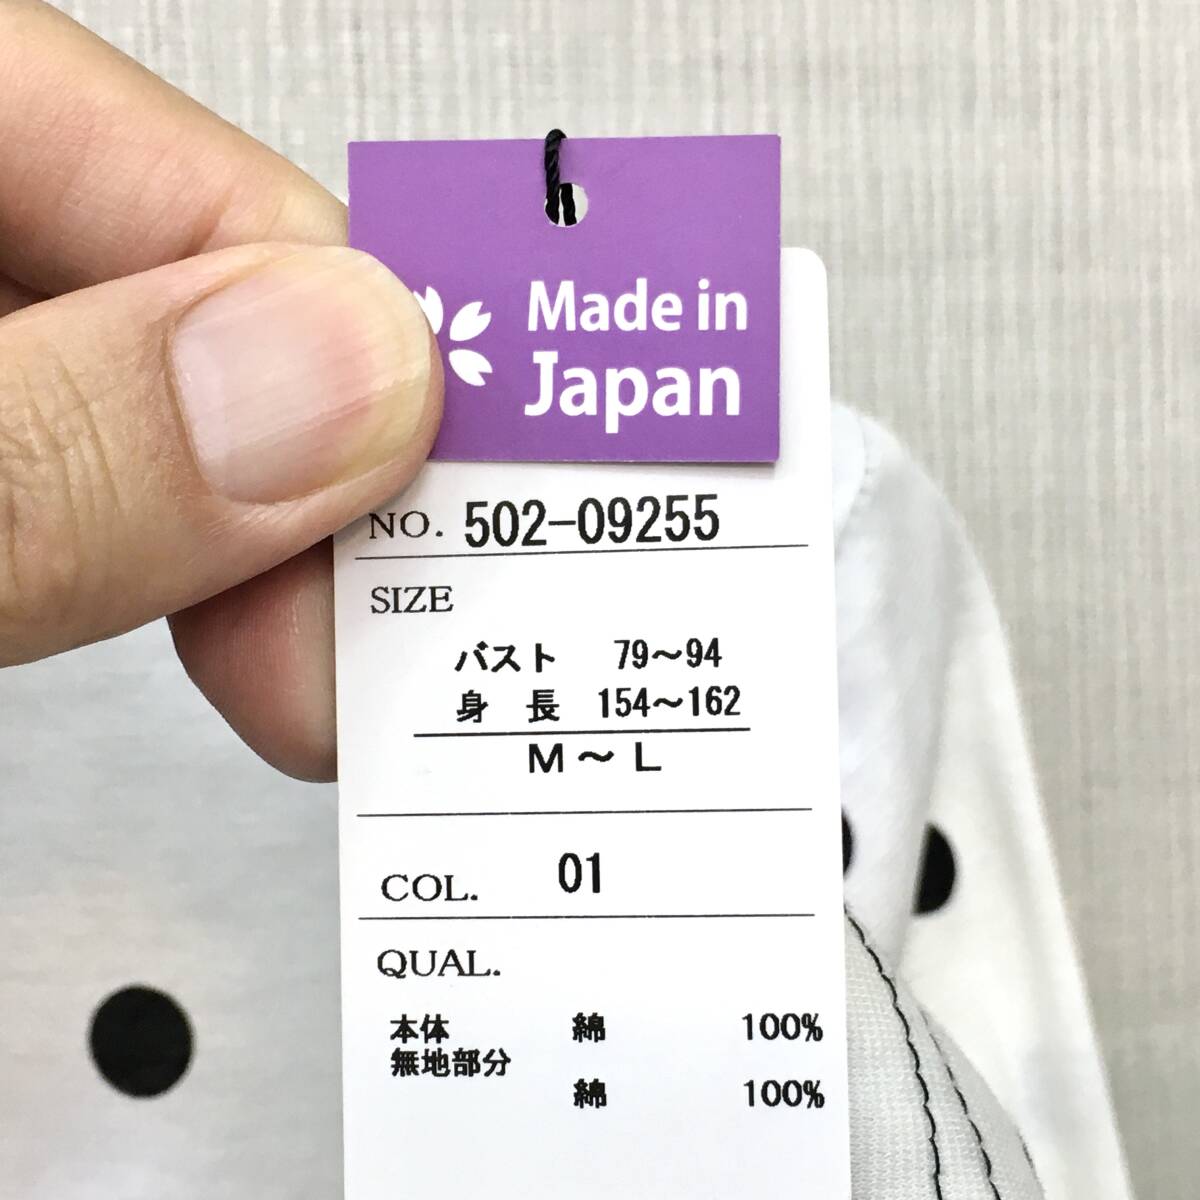 Made in
Japan
NO. 502-09255
SIZE
バスト 79〜94
身 長 154〜162
M 〜 L
COL. 01
QUAL.
本体 綿 100%
無地部分
綿 100%